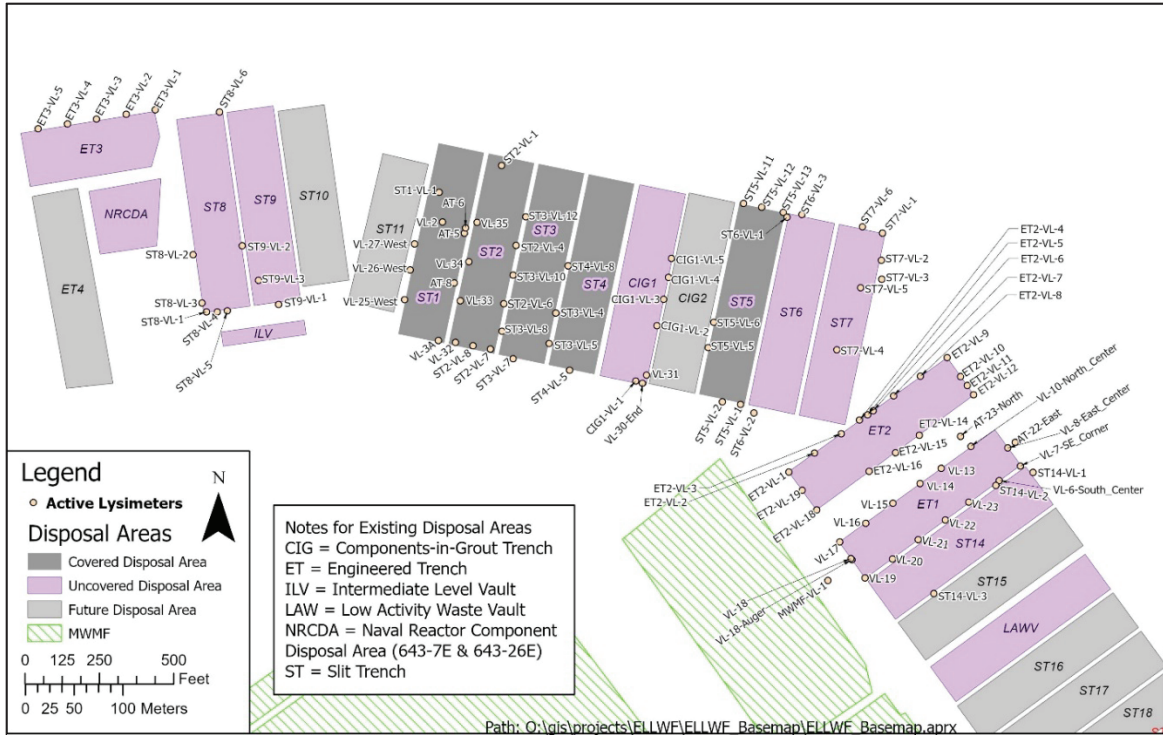 ET3-VL-5
ET3-VL-4
ET3-VL-3
ET3-VL-2
ET3-VL-1
ET3
NRCDA
ET4
ST8-VL-6
ST8
ST9
ST10
ST8-VL-2
ST9-VL-2
ST9-VL-3
ST9-VL-1
ST8-VL-3
ST8-VL-1
ST8-VL-4
ST8-VL-5
ILV
ST11
ST1-VL-1
VL-2
AT-6
AT-5
VL-27-West
VL-26-West
VL-25-West
ST1
AT-8
VL-3A
ST2-VL-1
VL-35
ST2
VL-34
VL-33
VL-32
ST2-VL-8
ST2-VL-7
ST3-VL-12
ST3
ST2-VL-4
ST3-VL-10
ST2-VL-6
ST3-VL-8
ST3-VL-7
ST4-VL-8
ST4
ST3-VL-4
ST3-VL-5
ST4-VL-5
CIG1
CIG1-VL-5
CIG1-VL-4
CIG1-VL-3
CIG2
CIG1-VL-2
VL-31
CIG1-VL-1
VL-30-End
ST5-VL-11
ST5-VL-12
ST5-VL-13
ST6-VL-3
ST6-VL-1
ST5
ST5-VL-6
ST5-VL-5
ST5-VL-2
ST5-VL-1
ST6-VL-2
ST6
ST7-VL-6
ST7-VL-1
ST7-VL-2
ST7-VL-3
ST7-VL-5
ST7
ST7-VL-4
ET2-VL-4
ET2-VL-5
ET2-VL-6
ET2-VL-7
ET2-VL-8
ET2-VL-9
ET2-VL-10
ET2-VL-11
ET2-VL-12
VL-10-North_Center
AT-23-North
VL-8-East_Center
AT-22-East
VL-7-SE_Corner
ST14-VL-1
VL-6-South_Center
ST14-VL-2
ET2
ET2-VL-14
ET2-VL-15
ET2-VL-16
ET2-VL-3
ET2-VL-2
ET2-VL-1
ET2-VL-19
ET2-VL-18
VL-13
VL-14
ET1
VL-15
VL-16
VL-17
VL-23
VL-22
VL-21
VL-20
VL-19
ST14
VL-18
VL-18-Auger
MWMF-VL-1
ST14-VL-3
ST15
LAWV
ST16
ST17
ST18
Legend
N
Active Lysimeters
Disposal Areas
Covered Disposal Area
Uncovered Disposal Area
Future Disposal Area
MWMF
0 125 250 500
Feet
0 25 50 100 Meters
Notes for Existing Disposal Areas
CIG = Components-in-Grout Trench
ET = Engineered Trench
ILV = Intermediate Level Vault
LAW = Low Activity Waste Vault
NRCDA = Naval Reactor Component
Disposal Area (643-7E & 643-26E)
ST = Slit Trench
Path: O:\gis\projects\ELLWF\ELLWF_Basemap\ELLWF_Basemap.aprx